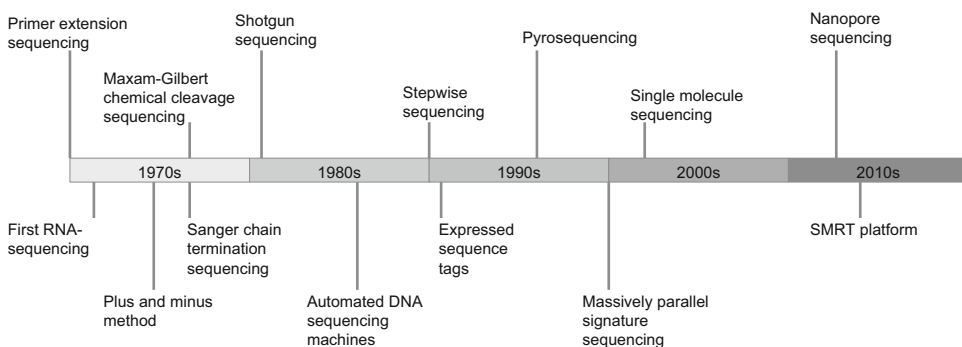 Primer extension
sequencing
Shotgun
sequencing
Nanopore
sequencing
Pyrosequencing
Maxam-Gilbert
chemical cleavage
sequencing
Stepwise
sequencing
Single molecule
sequencing
1970s
1980s
1990s
2000s
2010s
First RNA-
sequencing
Sanger chain
termination
sequencing
Expressed
sequence
tags
SMRT platform
Plus and minus
method
Automated DNA
sequencing
machines
Massively parallel
signature
sequencing